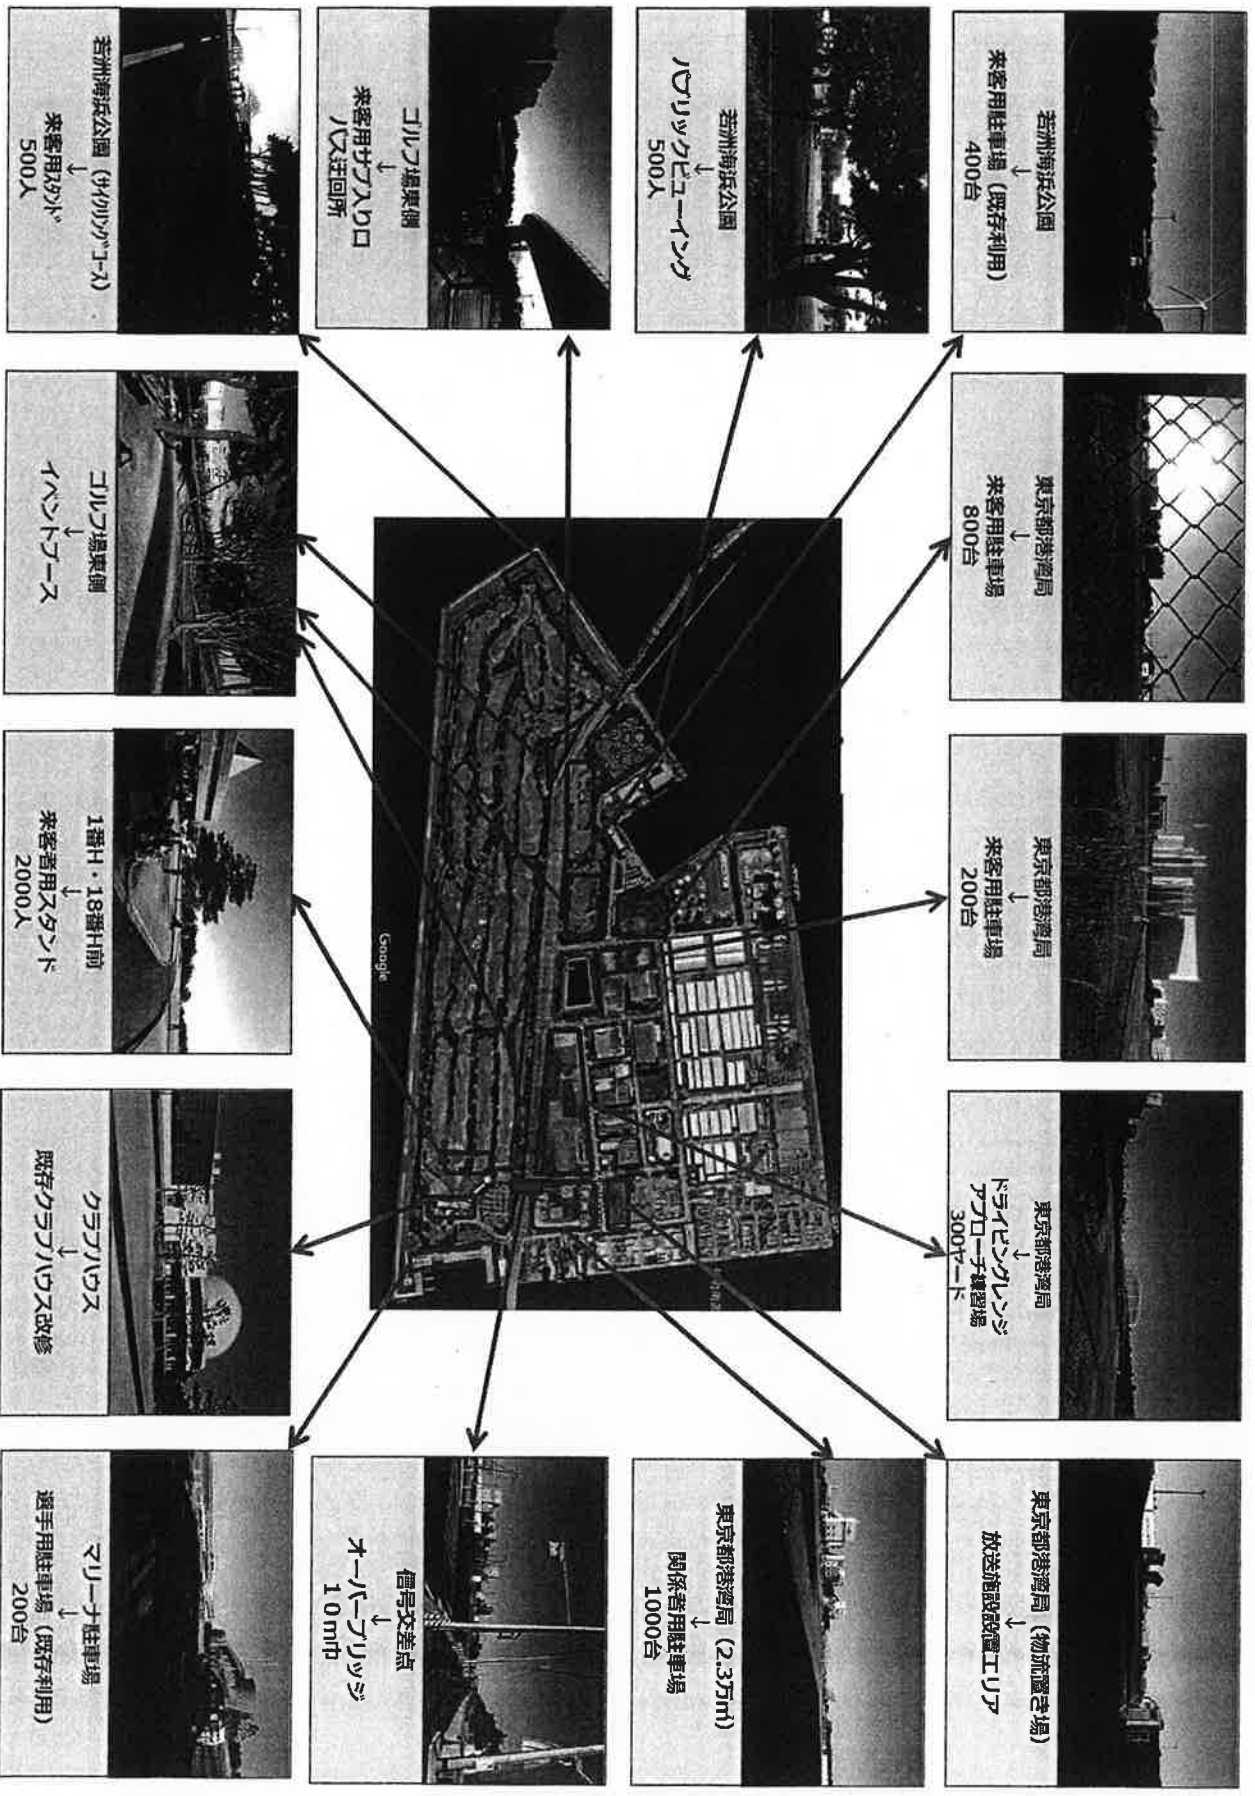 若洲海浜公園
↓
来客用駐車場（既存利用）
400台
東京都港湾局
↓
来客用駐車場
800台
東京都港湾局
↓
来客用駐車場
200台
東京都港湾局
↓
ドライビングレンジ
アプローチ練習場
300ヤード
東京都港湾局（物流置き場）
↓
放送施設設置エリア
若洲海浜公園
↓
パブリックビューイング
500人
東京都港湾局（2.3万㎡）
↓
関係者用駐車場
1000台
ゴルフ場東側
↓
来客用サブ入り口
バス迂回所
信号交差点
↓
オーバーブリッジ
10m巾
Google
若洲海浜公園（サイクリングコース）
↓
来客用スタンド
500人
ゴルフ場東側
↓
イベントブース
1番H・18番H前
↓
来客者用スタンド
2000人
クラブハウス
↓
既存クラブハウス改修
マリーナ駐車場
↓
選手用駐車場（既存利用）
200台